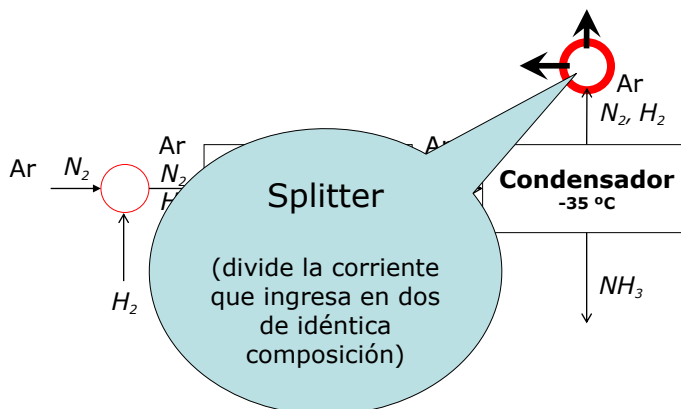 Ar
N₂, H₂
Ar
Ar
N₂
Ar
N₂
Condensador
-35 ºC
Splitter
(divide la corriente
que ingresa en dos
de idéntica
composición)
H₂
NH₃